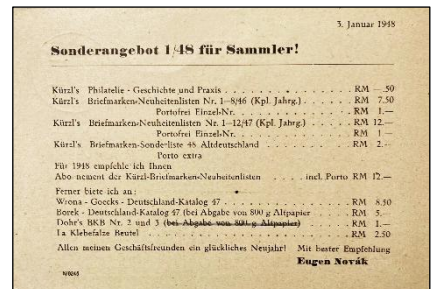 3. Januar 1948
Sonderangebot 1/48 für Sammler!
Kürzl's Philatelie - Geschichte und Praxis . . . . . . . . . . . . RM —.50
Kürzl's Briefmarken-Neuheitenlisten Nr. 1—8/46 (Kpl. Jahrg.) . . . . . . RM 7.50
Portofrei Einzel-Nr. . . . . . . . . . RM 1.—
Kürzl's Briefmarken-Neuheitenlisten Nr. 1—12/47 (Kpl. Jahrg.) . . . . . RM 12.—
Portofrei Einzel-Nr. . . . . . . . . . RM 1.—
Kürzl's Briefmarken-Sonderliste 48 Altdeutschland . . . . . . . . RM 2.—
Porto extra
Für 1948 empfehle ich Ihnen
Abonnement der Kürzl-Briefmarken-Neuheitenlisten . . . . . incl. Porto RM 12.—
Ferner biete ich an:
Wrona - Goecks - Deutschland-Katalog 47 . . . . . . . . . . . RM 8.50
Borek - Deutschland-Katalog 47 (bei Abgabe von 800 g Altpapier . . . . RM 5.—
Dohr's BKB Nr. 2 und 3 (bei Abgabe von 800 g Altpapier) . . . . . . RM 1.—
1a Klebefalze Beutel . . . . . . . . . . . . . . . . . RM 2.50
Allen meinen Geschäftsfreunden ein glückliches Neujahr! Mit bester Empfehlung
Eugen Novák